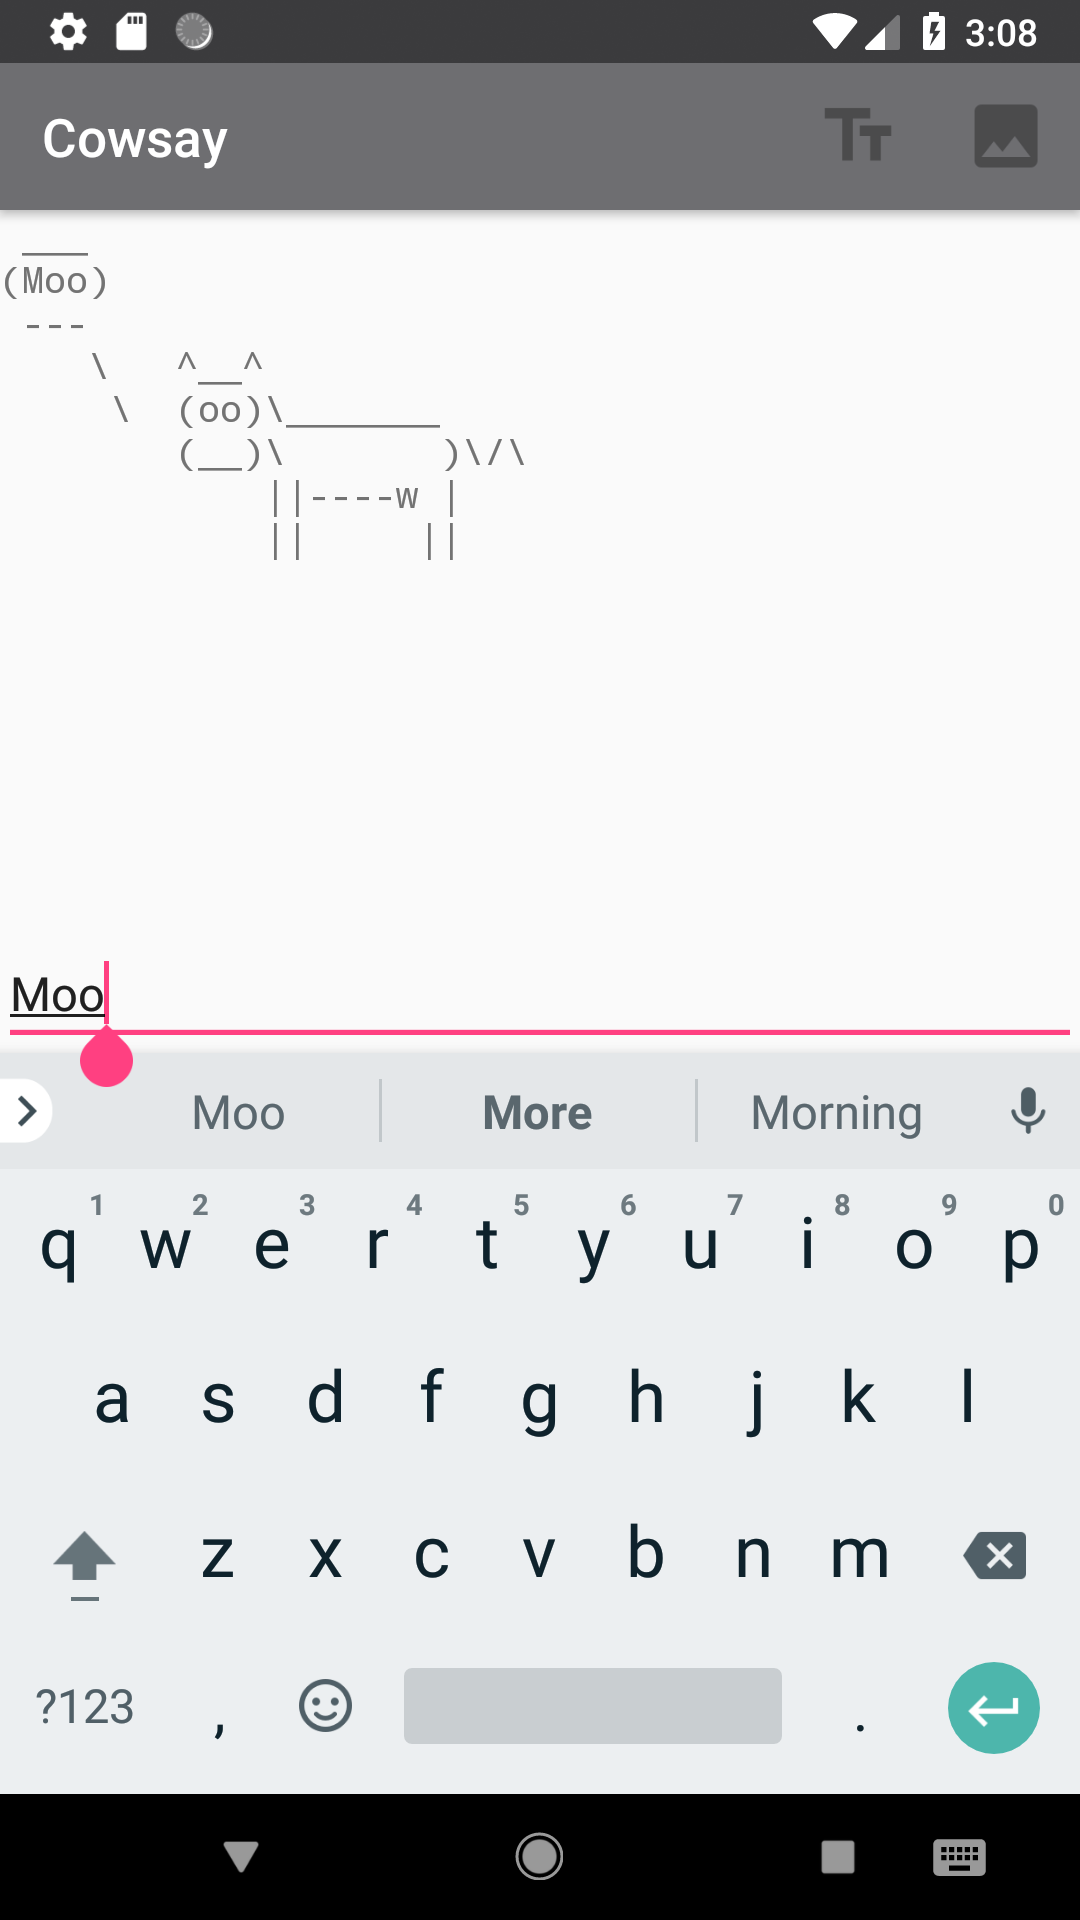 3:08
Cowsay
 ___
(Moo)
 ---
    \   ^__^
     \  (oo)\_______
        (__)\       )\/\
            ||----w |
            ||     ||
Moo
Moo More Morning
1 2 3 4 5 6 7 8 9 0
q w e r t y u i o p
a s d f g h j k l
z x c v b n m
?123 , .